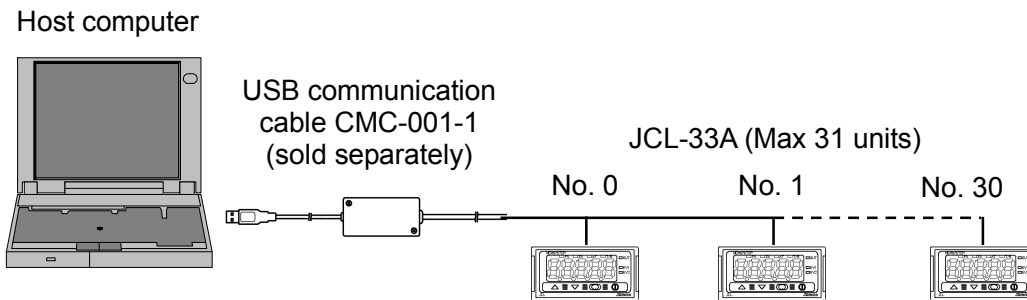 Host computer
USB communication
cable CMC-001-1
(sold separately)
JCL-33A (Max 31 units)
No. 0
No. 1
No. 30